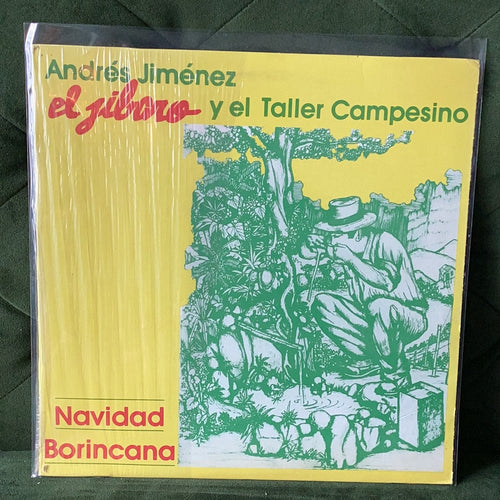 Andrés Jiménez
el jíbaro y el Taller Campesino
Navidad
Borincana